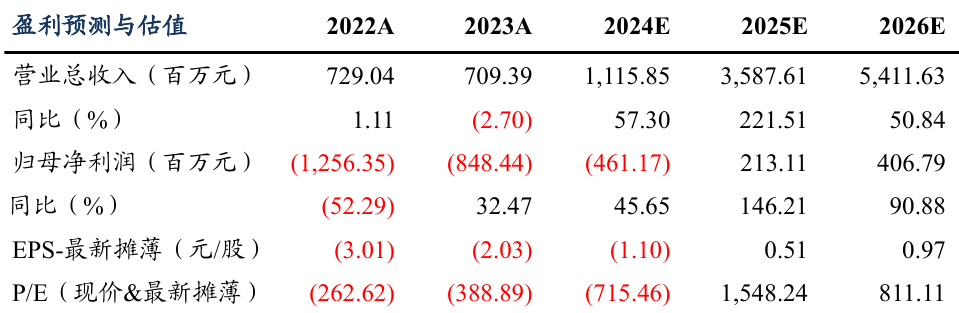 盈利预测与估值 2022A 2023A 2024E 2025E 2026E
营业总收入（百万元） 729.04 709.39 1,115.85 3,587.61 5,411.63
同比（%） 1.11 (2.70) 57.30 221.51 50.84
归母净利润（百万元） (1,256.35) (848.44) (461.17) 213.11 406.79
同比（%） (52.29) 32.47 45.65 146.21 90.88
EPS-最新摊薄（元/股） (3.01) (2.03) (1.10) 0.51 0.97
P/E（现价&最新摊薄） (262.62) (388.89) (715.46) 1,548.24 811.11